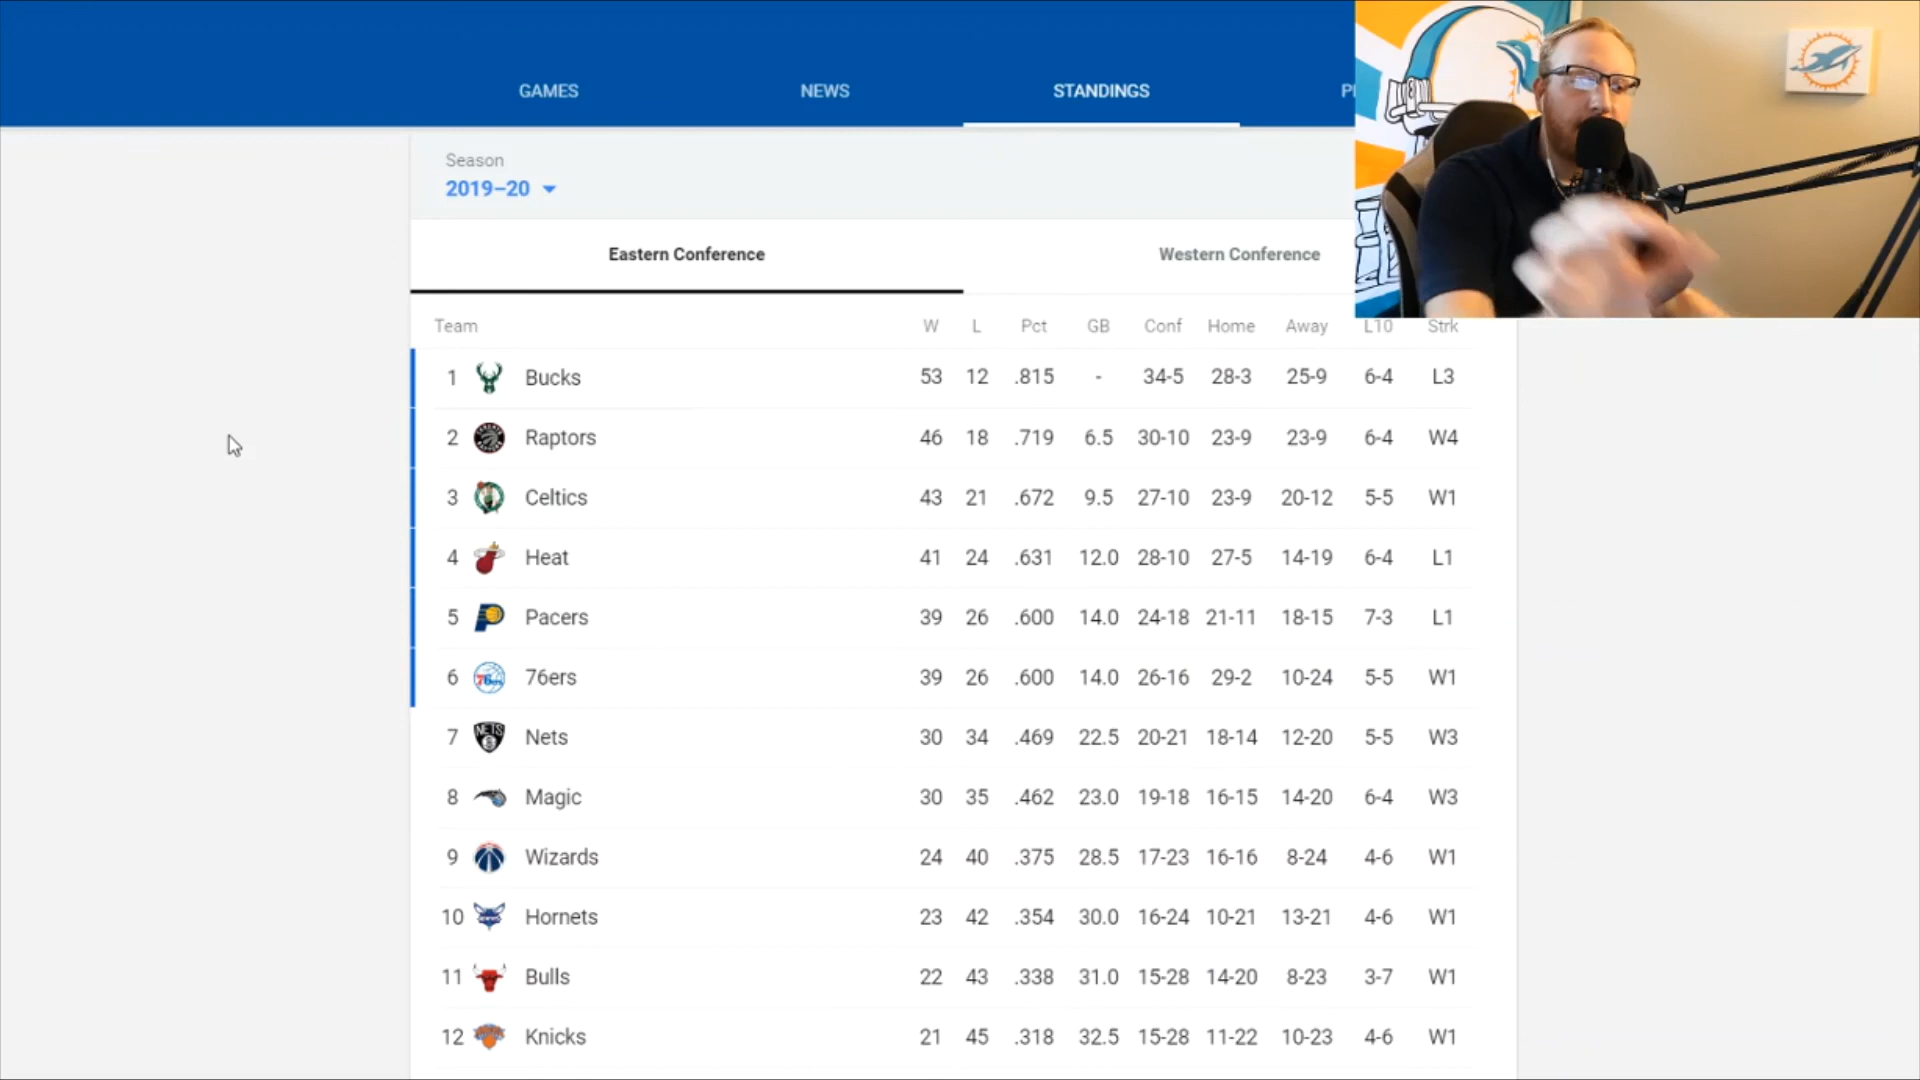 GAMES NEWS STANDINGS
Season
2019–20
Eastern Conference Western Conference
Team W L Pct GB Conf Home Away L10 Strk
1 Bucks 53 12 .815 - 34-5 28-3 25-9 6-4 L3
2 Raptors 46 18 .719 6.5 30-10 23-9 23-9 6-4 W4
3 Celtics 43 21 .672 9.5 27-10 23-9 20-12 5-5 W1
4 Heat 41 24 .631 12.0 28-10 27-5 14-19 6-4 L1
5 Pacers 39 26 .600 14.0 24-18 21-11 18-15 7-3 L1
6 76ers 39 26 .600 14.0 26-16 29-2 10-24 5-5 W1
7 NETS Nets 30 34 .469 22.5 20-21 18-14 12-20 5-5 W3
8 Magic 30 35 .462 23.0 19-18 16-15 14-20 6-4 W3
9 Wizards 24 40 .375 28.5 17-23 16-16 8-24 4-6 W1
10 Hornets 23 42 .354 30.0 16-24 10-21 13-21 4-6 W1
11 Bulls 22 43 .338 31.0 15-28 14-20 8-23 3-7 W1
12 Knicks 21 45 .318 32.5 15-28 11-22 10-23 4-6 W1